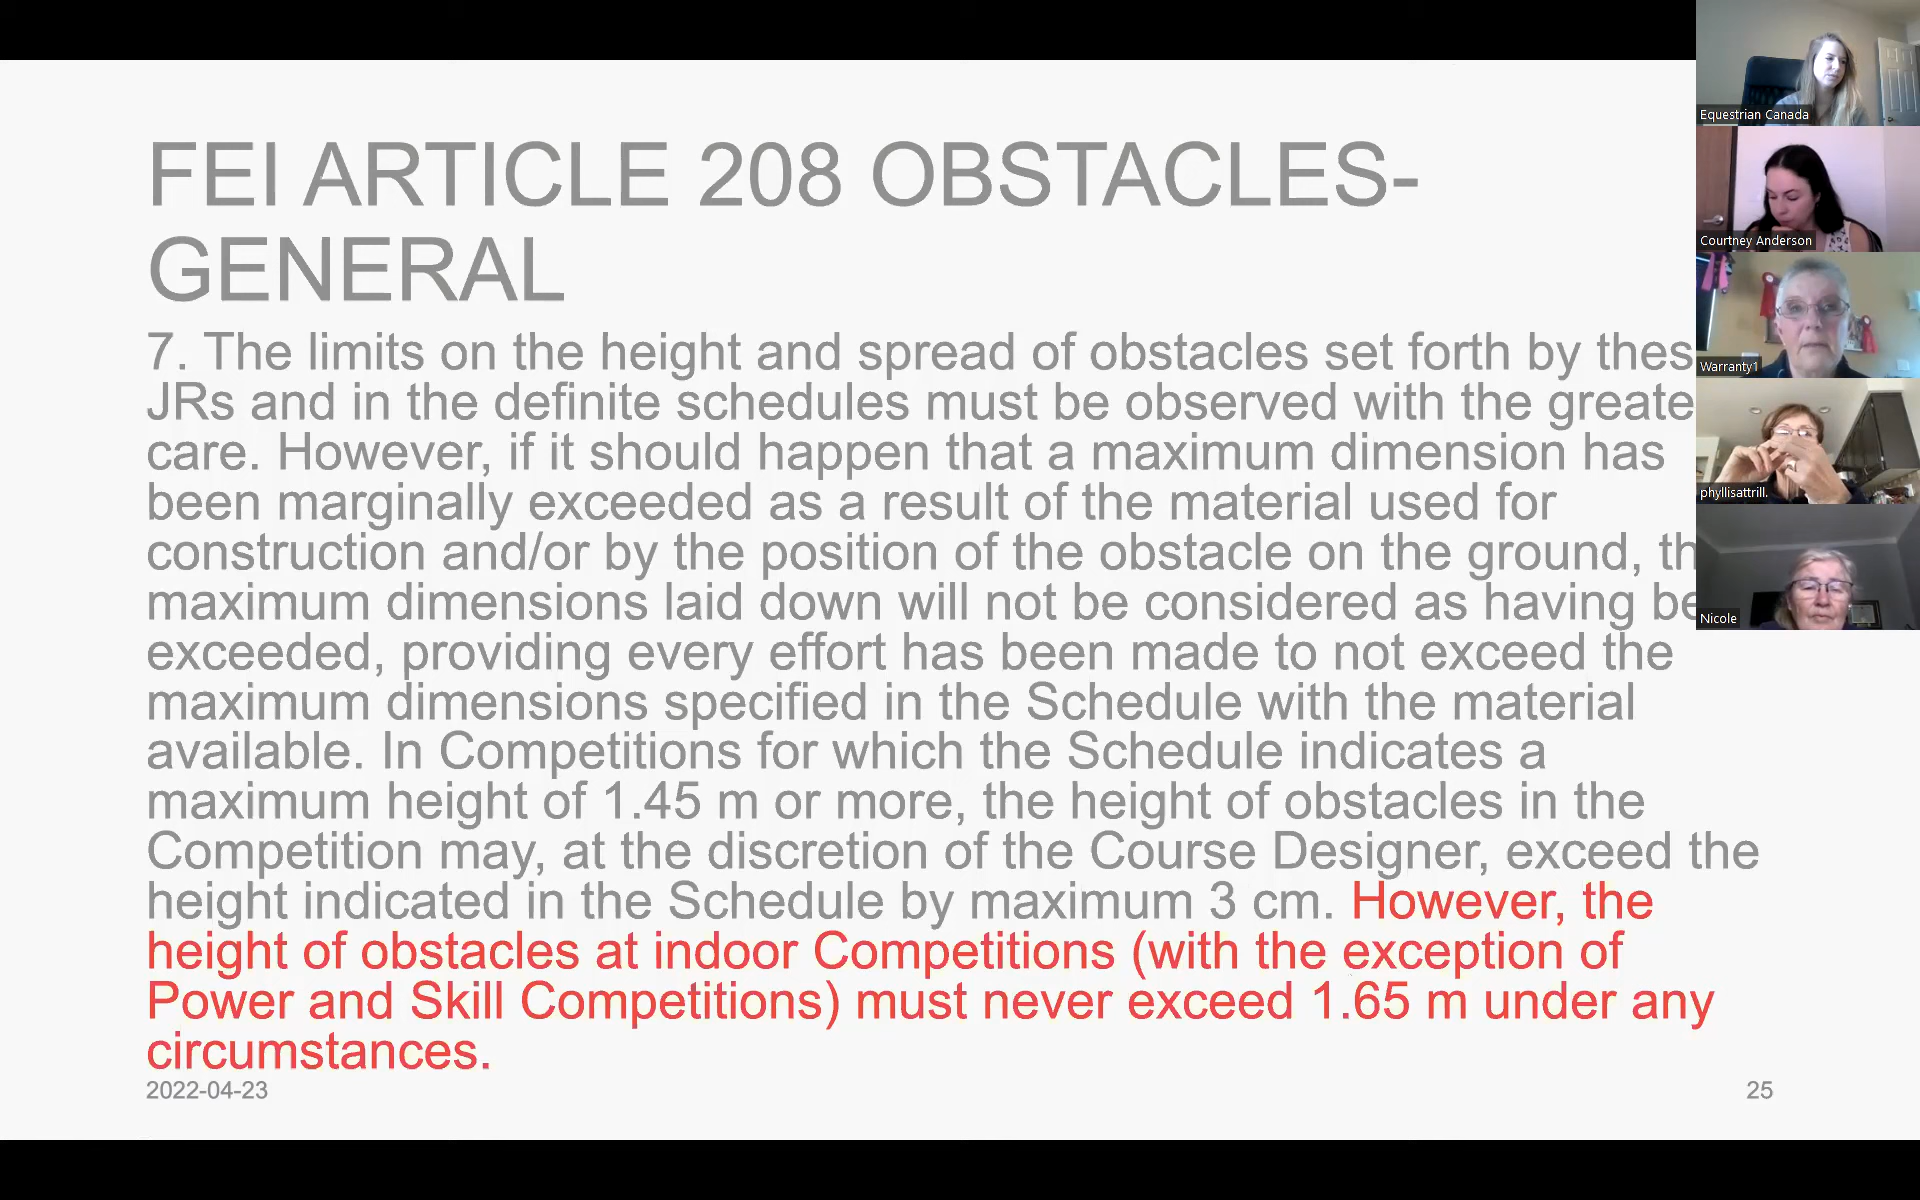 FEI ARTICLE 208 OBSTACLES-
GENERAL
7. The limits on the height and spread of obstacles set forth by thes
JRs and in the definite schedules must be observed with the greate
care. However, if it should happen that a maximum dimension has
been marginally exceeded as a result of the material used for
construction and/or by the position of the obstacle on the ground, th
maximum dimensions laid down will not be considered as having be
exceeded, providing every effort has been made to not exceed the
maximum dimensions specified in the Schedule with the material
available. In Competitions for which the Schedule indicates a
maximum height of 1.45 m or more, the height of obstacles in the
Competition may, at the discretion of the Course Designer, exceed the
height indicated in the Schedule by maximum 3 cm. However, the
height of obstacles at indoor Competitions (with the exception of
Power and Skill Competitions) must never exceed 1.65 m under any
circumstances.
2022-04-23
25
Equestrian Canada
Courtney Anderson
Warranty1
phyllisattrill.
Nicole